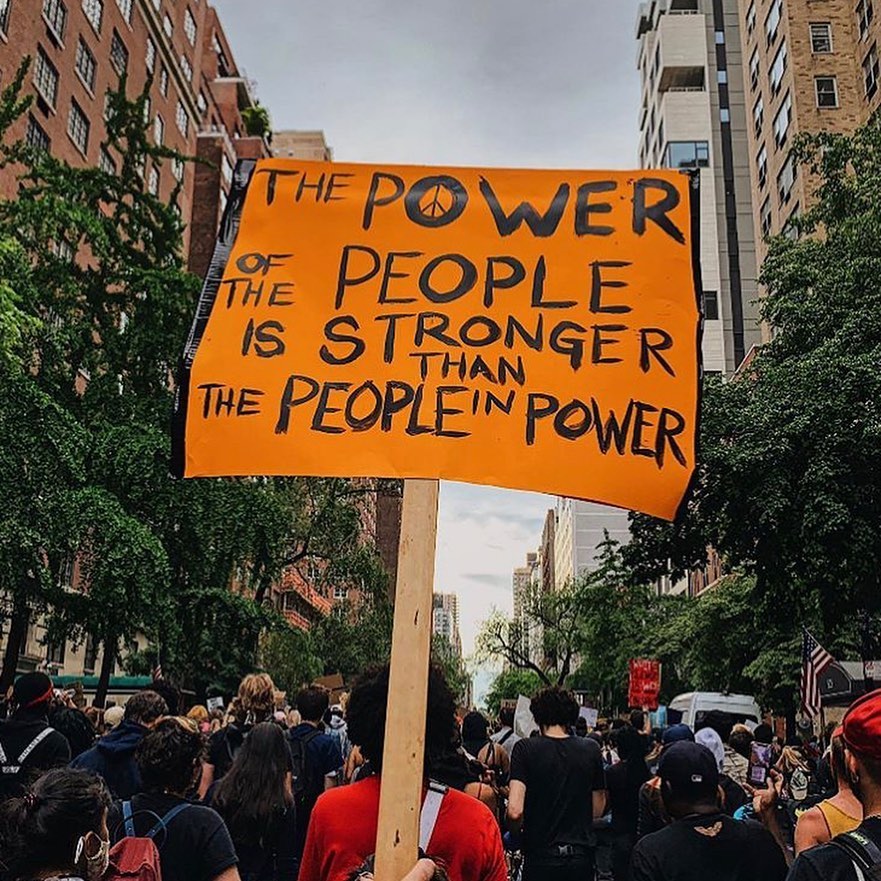 THE POWER
OF THE PEOPLE
IS STRONGER
THAN
THE PEOPLE IN POWER